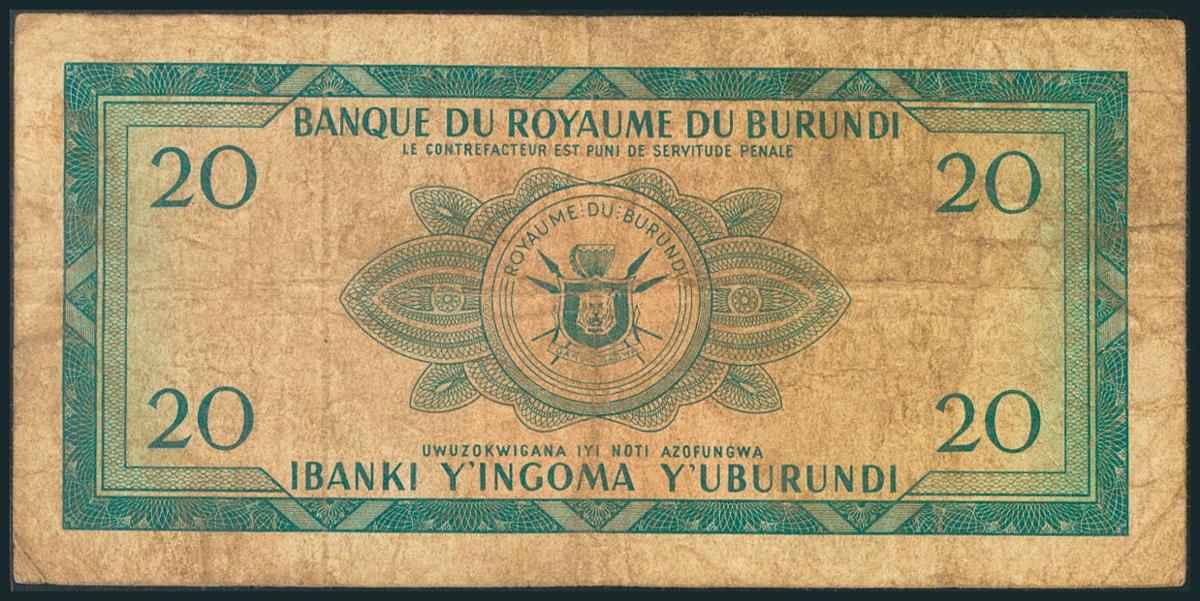 BANQUE DU ROYAUME DU BURUNDI
LE CONTREFACTEUR EST PUNI DE SERVITUDE PENALE
20 20
ROYAUME:DU:BURUNDI
20 20
UWUZOKWIGANA IYI NOTI AZOFUNGWA
IBANKI Y'INGOMA Y'UBURUNDI